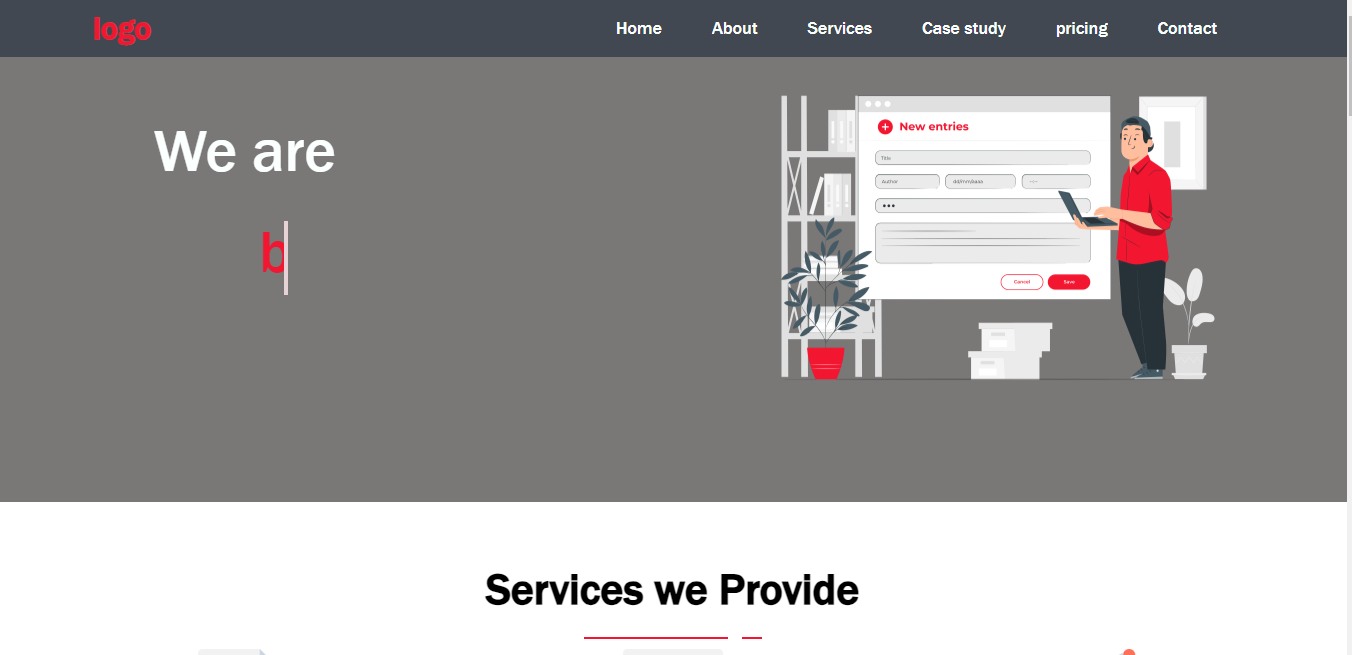 logo
Home About Services Case study pricing Contact
We are
b
New entries
Title
Author dd/mm/aaaa
Cancel Save
Services we Provide